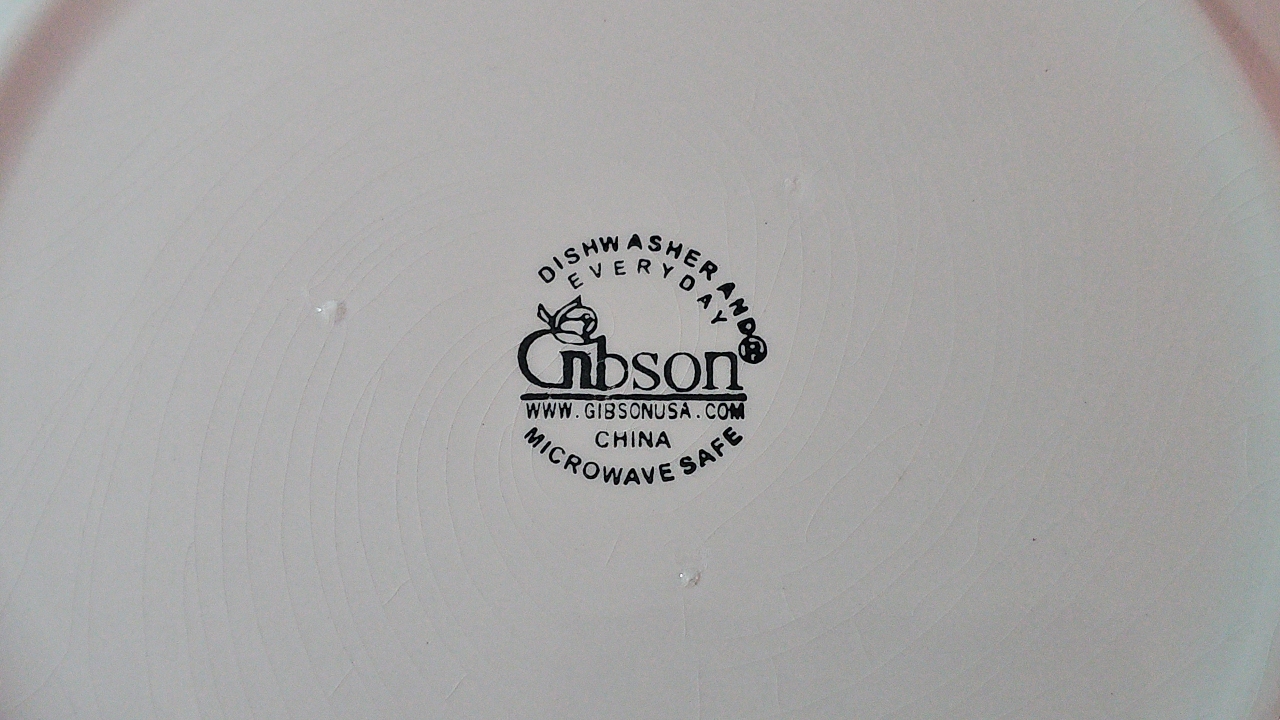 DISHWASHER AND
EVERYDAY
Gibson®
WWW.GIBSONUSA.COM
CHINA
MICROWAVE SAFE